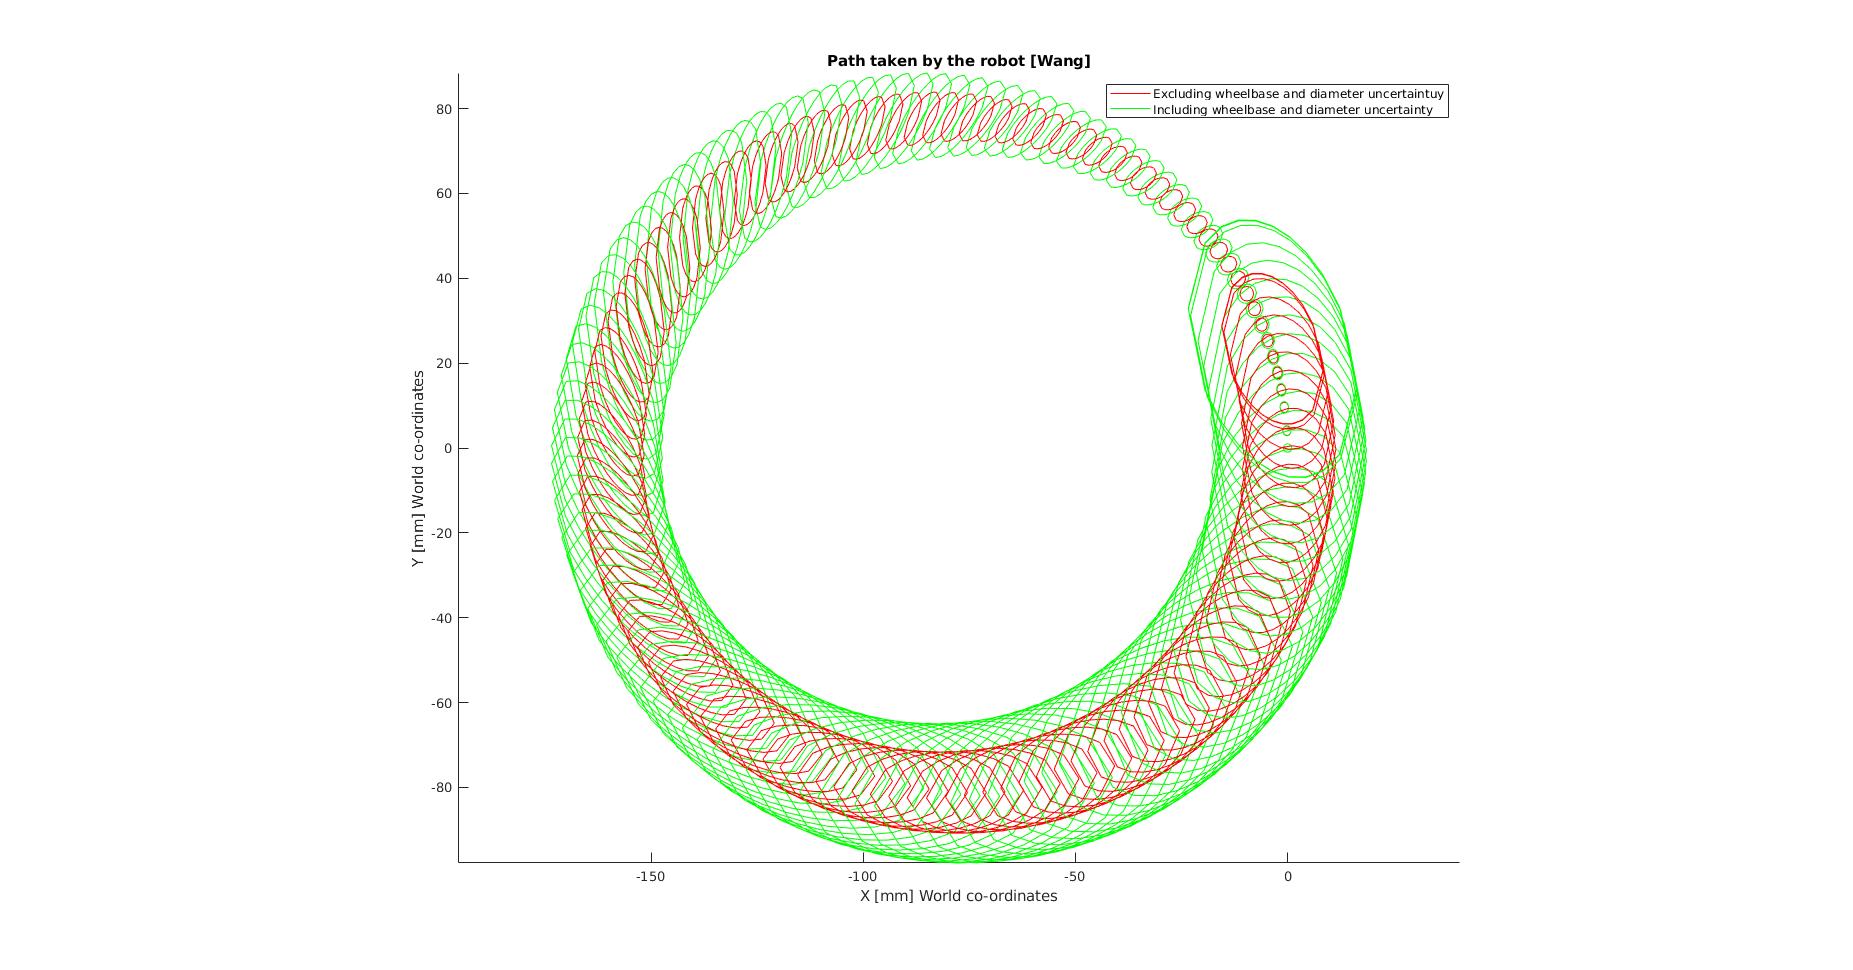 Path taken by the robot [Wang]
Excluding wheelbase and diameter uncertaintuy
Including wheelbase and diameter uncertainty
80
60
40
20
0
-20
-40
-60
-80
Y [mm] World co-ordinates
-150
-100
-50
0
X [mm] World co-ordinates